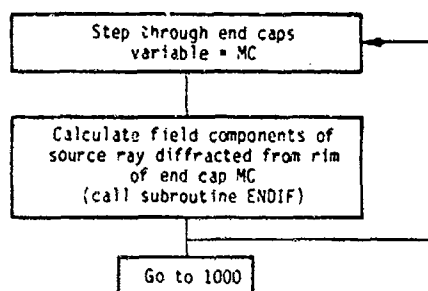 Step through end caps
variable = MC
Calculate field components of
source ray diffracted from rim
of end cap MC
(call subroutine ENDIF)
Go to 1000